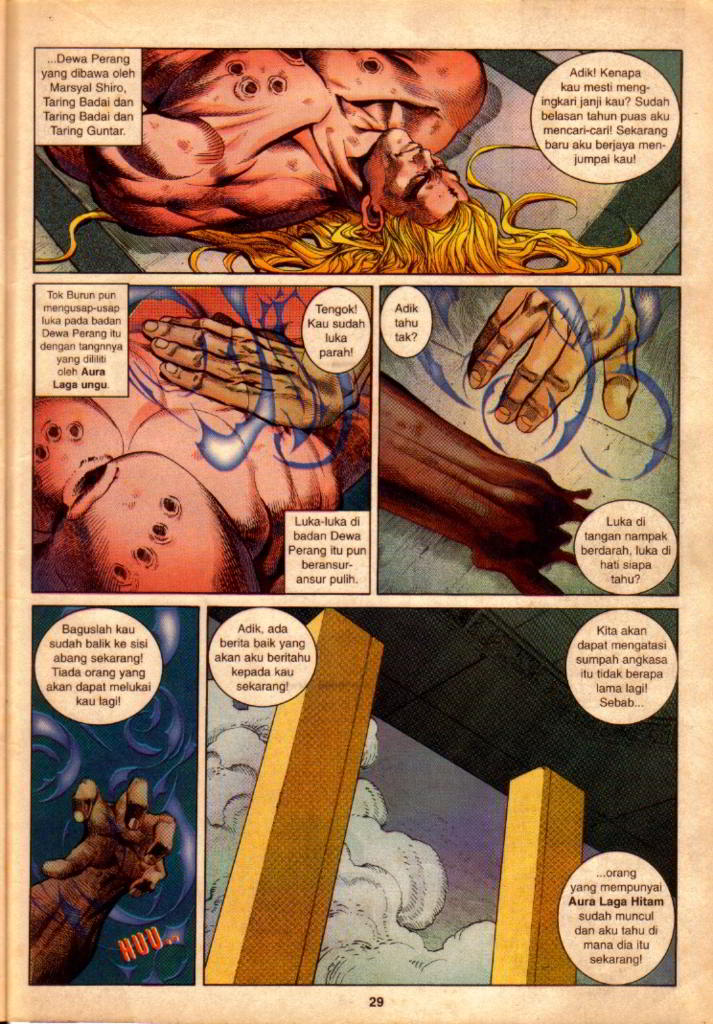 ...Dewa Perang
yang dibawa oleh
Marsyal Shiro,
Taring Badai dan
Taring Badai dan
Taring Guntar.
Adik! Kenapa
kau mesti meng-
ingkari janji kau? Sudah
belasan tahun puas aku
mencari-cari! Sekarang
baru aku berjaya men-
jumpai kau!
Tok Burun pun
mengusap-usap
luka pada badan
Dewa Perang itu
dengan tangnnya
yang dililiti
oleh Aura
Laga ungu.
Tengok!
Kau sudah
luka
parah!
Luka-luka di
badan Dewa
Perang itu pun
beransur-
ansur pulih.
Adik
tahu
tak?
Luka di
tangan nampak
berdarah, luka di
hati siapa
tahu?
Baguslah kau
sudah balik ke sisi
abang sekarang!
Tiada orang yang
akan dapat melukai
kau lagi!
HUU...
Adik, ada
berita baik yang
akan aku beritahu
kepada kau
sekarang!
Kita akan
dapat mengatasi
sumpah angkasa
itu tidak berapa
lama lagi!
Sebab...
...orang
yang mempunyai
Aura Laga Hitam
sudah muncul
dan aku tahu di
mana dia itu
sekarang!
29